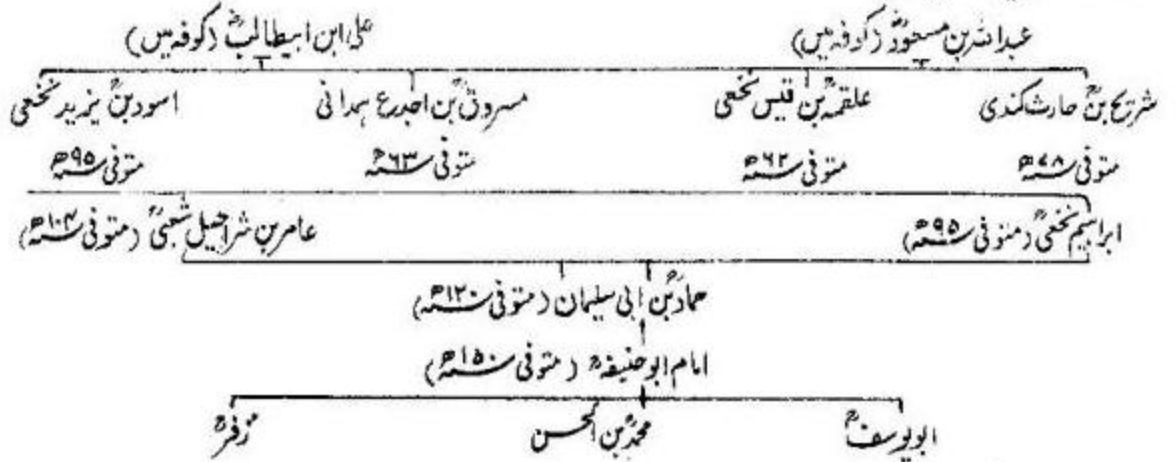 عبداللہ بن مسعودؓ (کوفہ میں) علی ابن ابیطالبؓ (کوفہ میں)
شریحؒ بن حارث کندی علقمہؒ بن قیس نخعی مسروقؒ بن اجدع ہمدانی اسودؒ بن یزید نخعی
متوفی ۷۸ھ متوفی ۶۲ھ متوفی ۶۳ھ متوفی ۹۵ھ
ابراہیم نخعیؒ (متوفی ۹۵ھ) عامر بن شراحیل شعبیؒ (متوفی ۱۰۴ھ)
حمادؒ بن ابی سلیمان (متوفی ۱۲۰ھ)
امام ابوحنیفہؒ (متوفی ۱۵۰ھ)
ابویوسفؒ محمدؒ بن الحسن زفرؒ